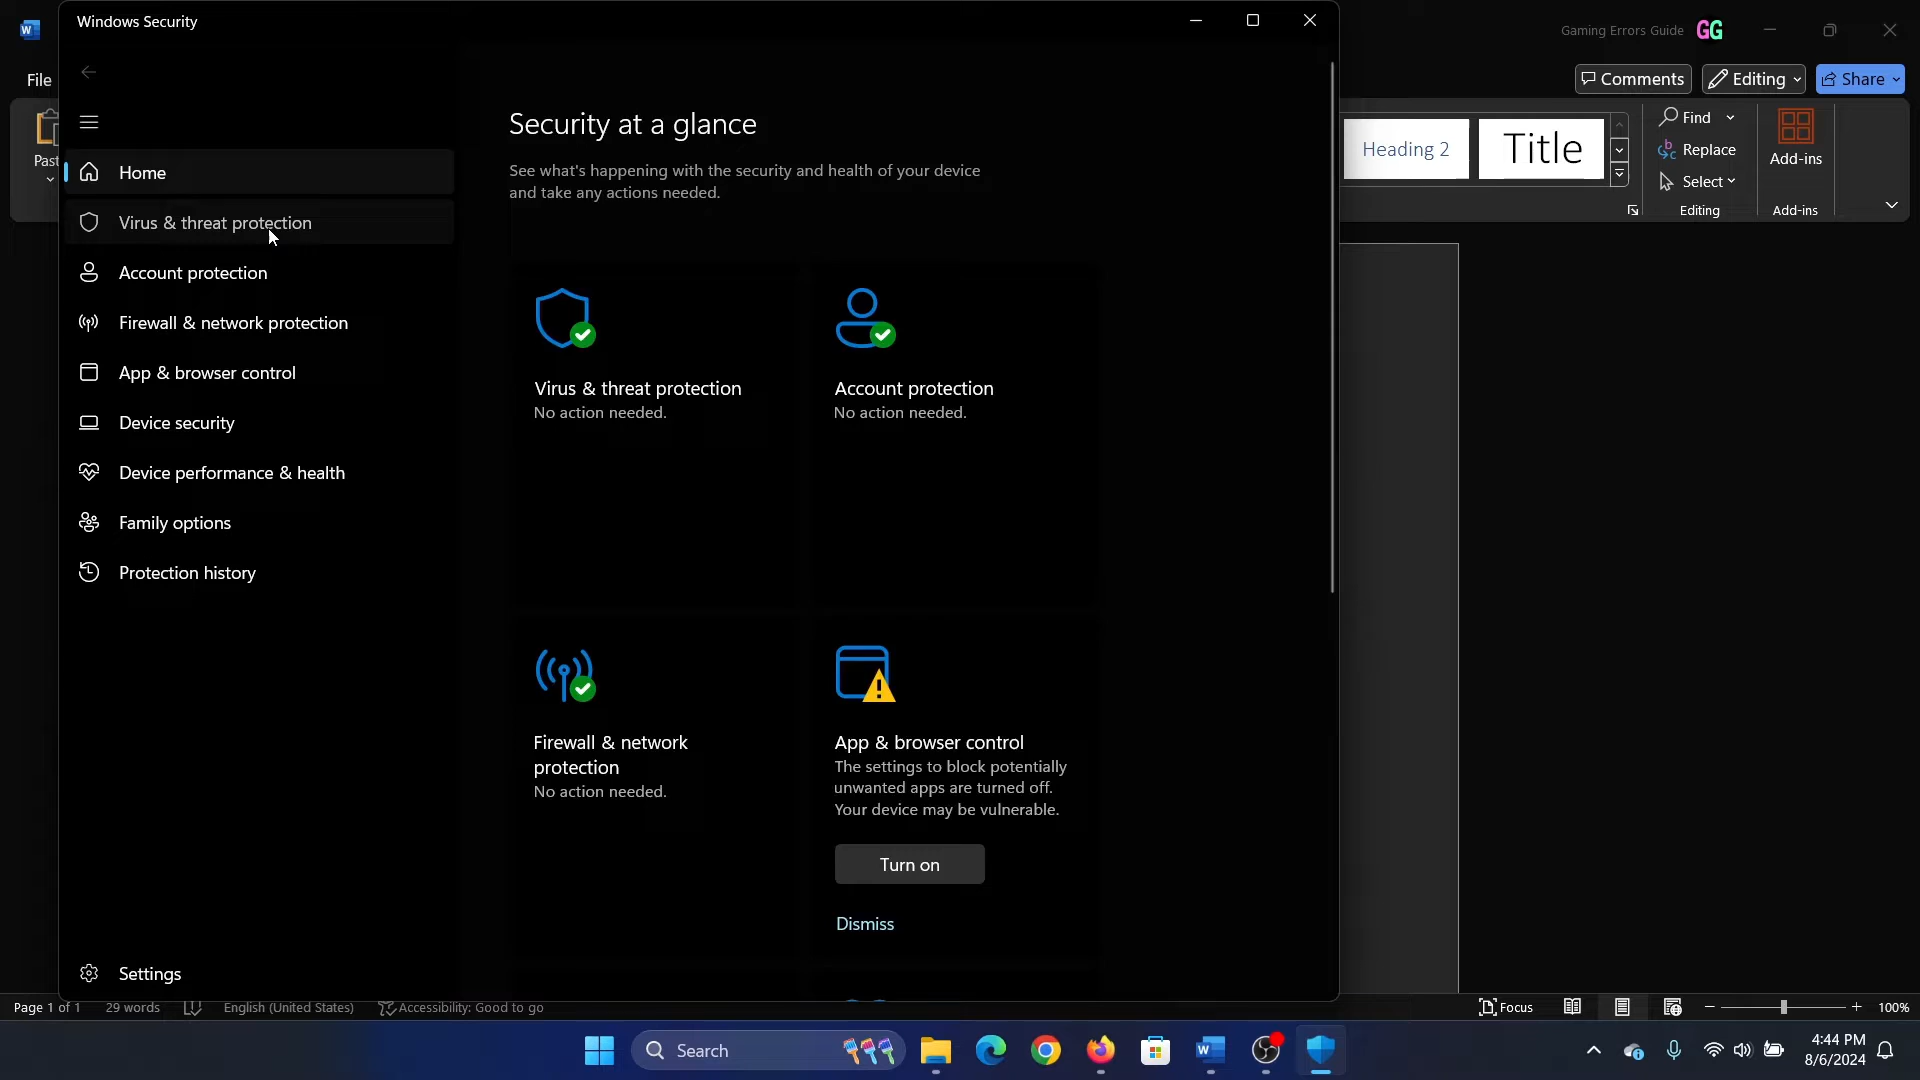 Windows Security
Gaming Errors Guide GG
File
Comments
Editing
Share
Past
Heading 2
Title
Find
Replace
Select
Editing
Add-ins
Add-ins
Home
Virus & threat protection
Account protection
Firewall & network protection
App & browser control
Device security
Device performance & health
Family options
Protection history
Settings
Security at a glance
See what's happening with the security and health of your device
and take any actions needed.
Virus & threat protection
No action needed.
Account protection
No action needed.
Firewall & network
protection
No action needed.
App & browser control
The settings to block potentially
unwanted apps are turned off.
Your device may be vulnerable.
Turn on
Dismiss
Page 1 of 1
29 words
English (United States)
Accessibility: Good to go
Focus
100%
Search
4:44 PM
8/6/2024